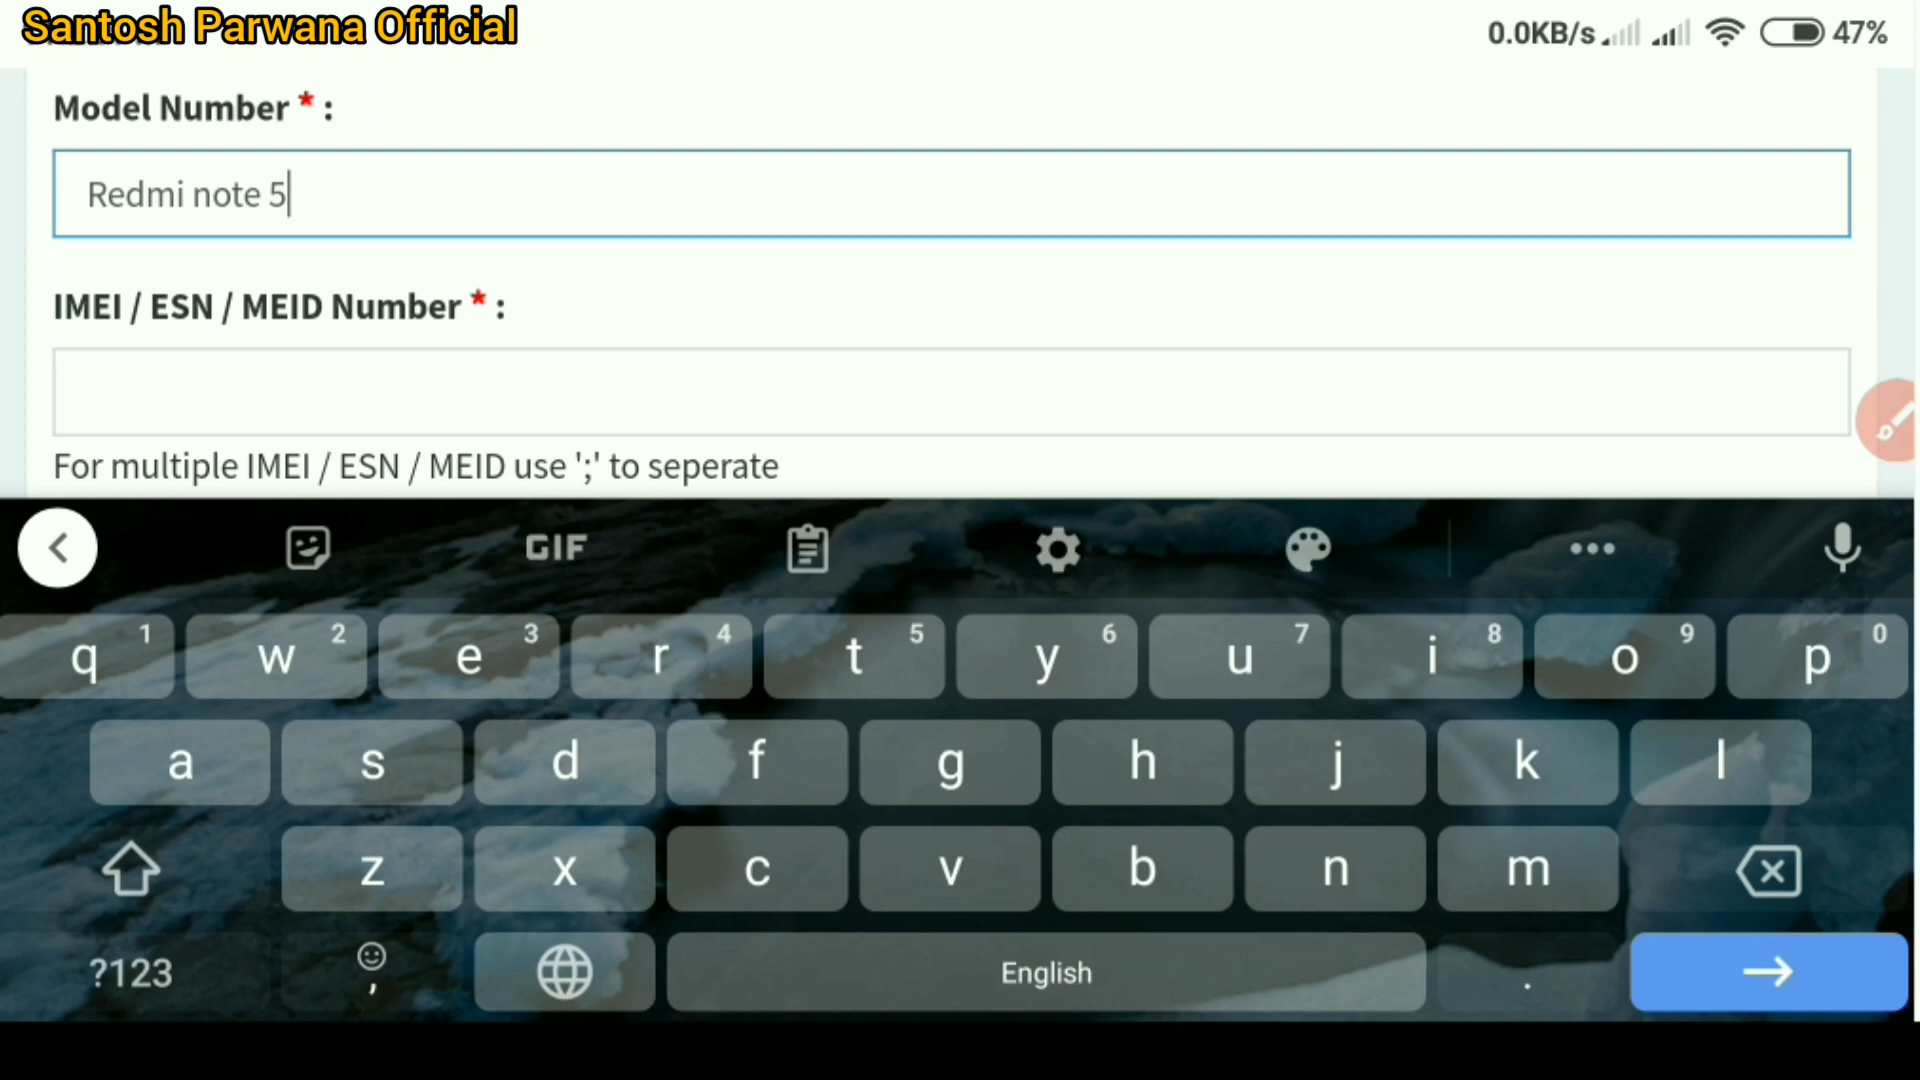 Santosh Parwana Official
0.0KB/s 47%
Model Number * :
Redmi note 5
IMEI / ESN / MEID Number * :
For multiple IMEI / ESN / MEID use ';' to seperate
GIF
q 1 w 2 e 3 r 4 t 5 y 6 u 7 i 8 o 9 p 0
a s d f g h j k l
z x c v b n m
?123 , English .